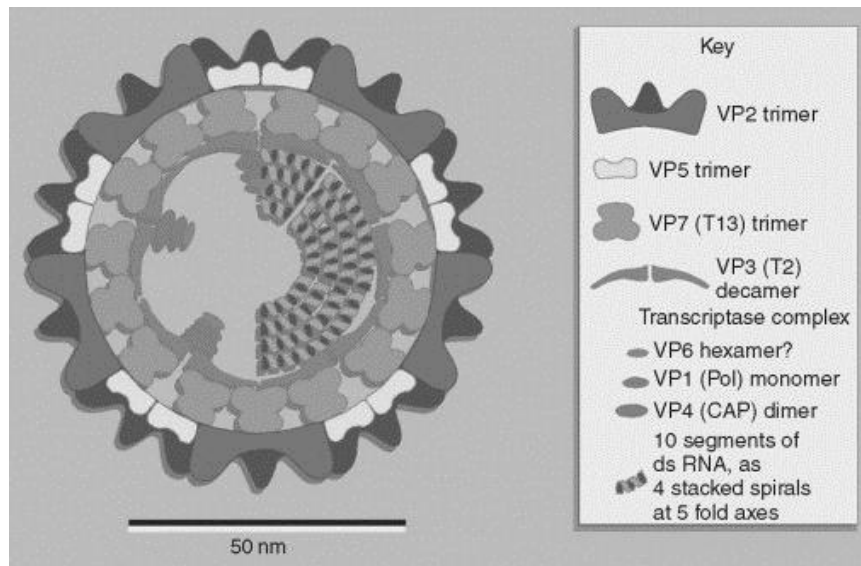 Key
VP2 trimer
VP5 trimer
VP7 (T13) trimer
VP3 (T2)
decamer
Transcriptase complex
VP6 hexamer?
VP1 (Pol) monomer
VP4 (CAP) dimer
10 segments of
ds RNA, as
4 stacked spirals
at 5 fold axes
50 nm